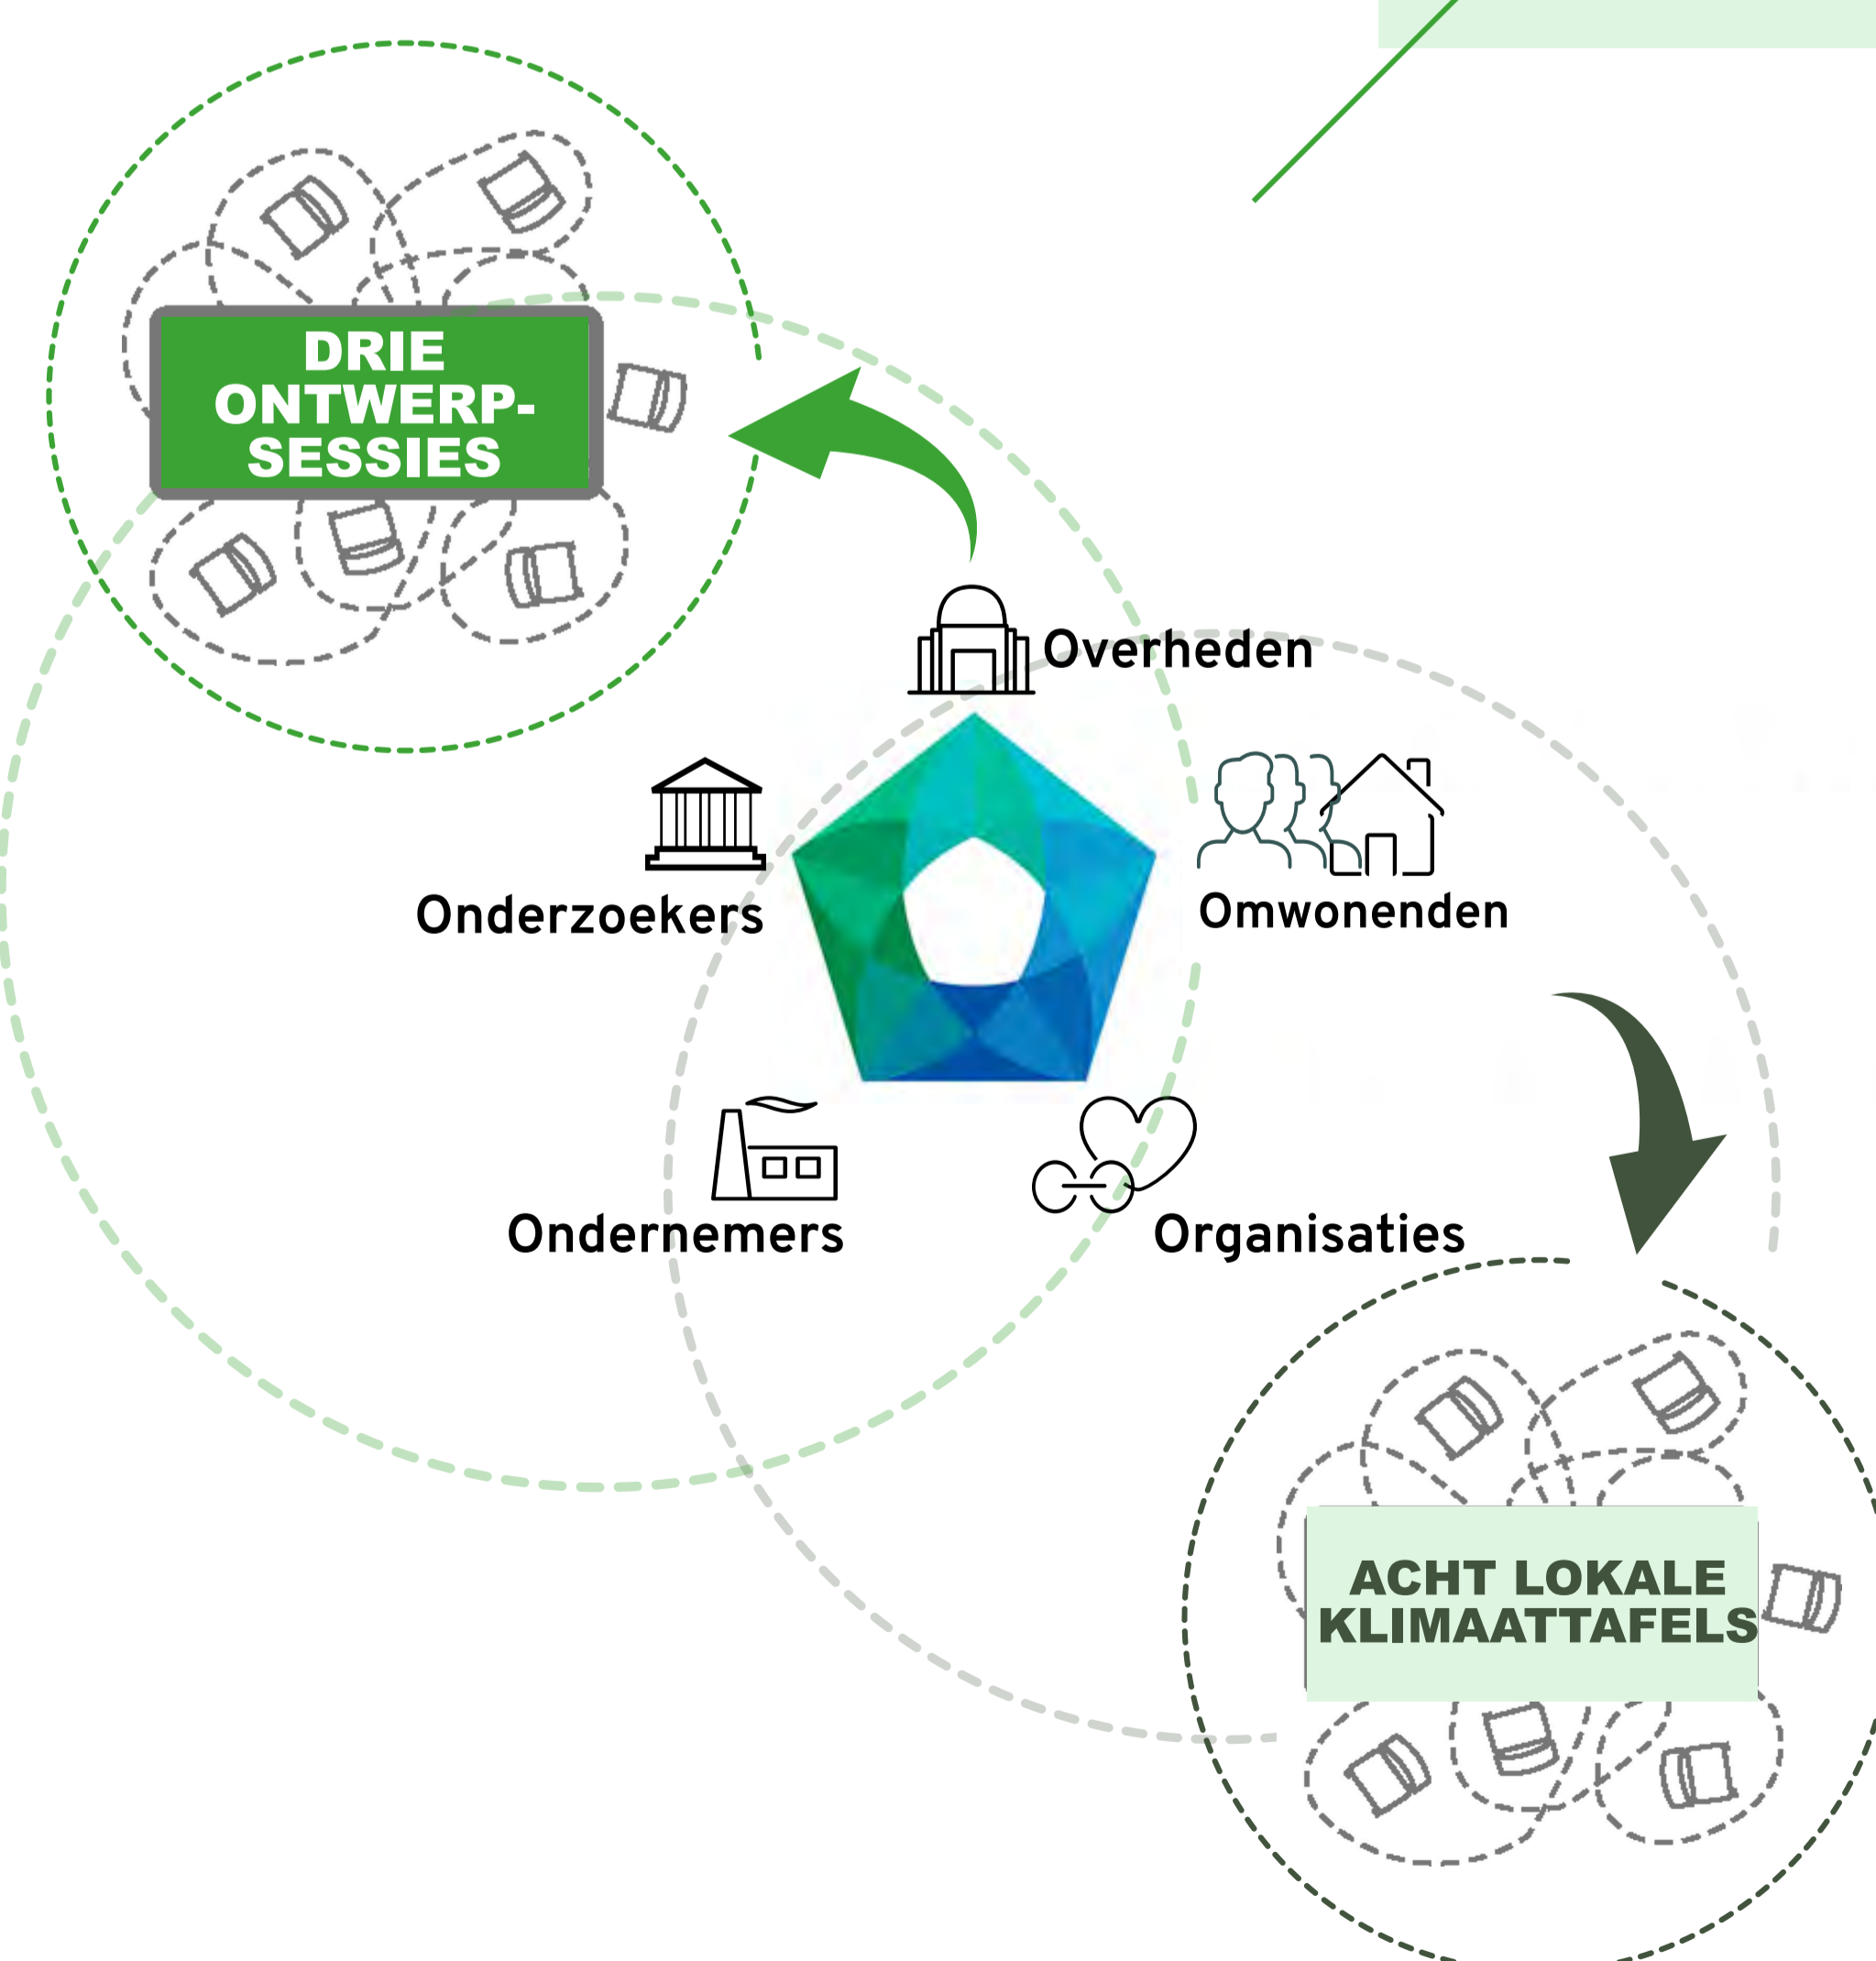 DRIE
ONTWERP-
SESSIES
Overheden
Onderzoekers
Omwonenden
Ondernemers
Organisaties
ACHT LOKALE
KLIMAATTAFELS